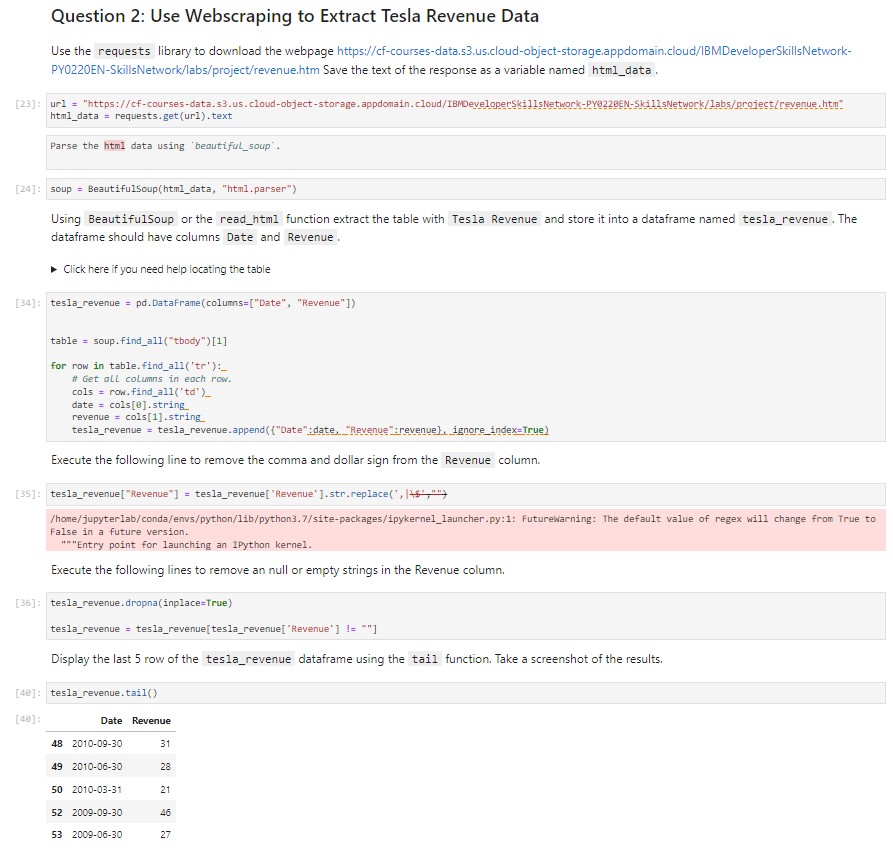 Question 2: Use Webscraping to Extract Tesla Revenue Data
Use the requests library to download the webpage https://cf-courses-data.s3.us.cloud-object-storage.appdomain.cloud/IBMDeveloperSkillsNetwork-
PY0220EN-SkillsNetwork/labs/project/revenue.htm Save the text of the response as a variable named html_data .
[23]: url = "https://cf-courses-data.s3.us.cloud-object-storage.appdomain.cloud/IBMDeveloperSkillsNetwork-PY0220EN-SkillsNetwork/labs/project/revenue.htm"
html_data = requests.get(url).text
Parse the html data using `beautiful_soup`.
[24]: soup = BeautifulSoup(html_data, "html.parser")
Using BeautifulSoup or the read_html function extract the table with Tesla Revenue and store it into a dataframe named tesla_revenue . The
dataframe should have columns Date and Revenue .
▶ Click here if you need help locating the table
[34]: tesla_revenue = pd.DataFrame(columns=["Date", "Revenue"])
table = soup.find_all("tbody")[1]
for row in table.find_all('tr'):
# Get all columns in each row.
cols = row.find_all('td')
date = cols[0].string
revenue = cols[1].string
tesla_revenue = tesla_revenue.append({"Date":date, "Revenue":revenue}, ignore_index=True)
Execute the following line to remove the comma and dollar sign from the Revenue column.
[35]: tesla_revenue["Revenue"] = tesla_revenue['Revenue'].str.replace(',|\$',"")
/home/jupyterlab/conda/envs/python/lib/python3.7/site-packages/ipykernel_launcher.py:1: FutureWarning: The default value of regex will change from True to
False in a future version.
"""Entry point for launching an IPython kernel.
Execute the following lines to remove an null or empty strings in the Revenue column.
[36]: tesla_revenue.dropna(inplace=True)
tesla_revenue = tesla_revenue[tesla_revenue['Revenue'] != ""]
Display the last 5 row of the tesla_revenue dataframe using the tail function. Take a screenshot of the results.
[40]: tesla_revenue.tail()
[40]: Date Revenue
48 2010-09-30 31
49 2010-06-30 28
50 2010-03-31 21
52 2009-09-30 46
53 2009-06-30 27